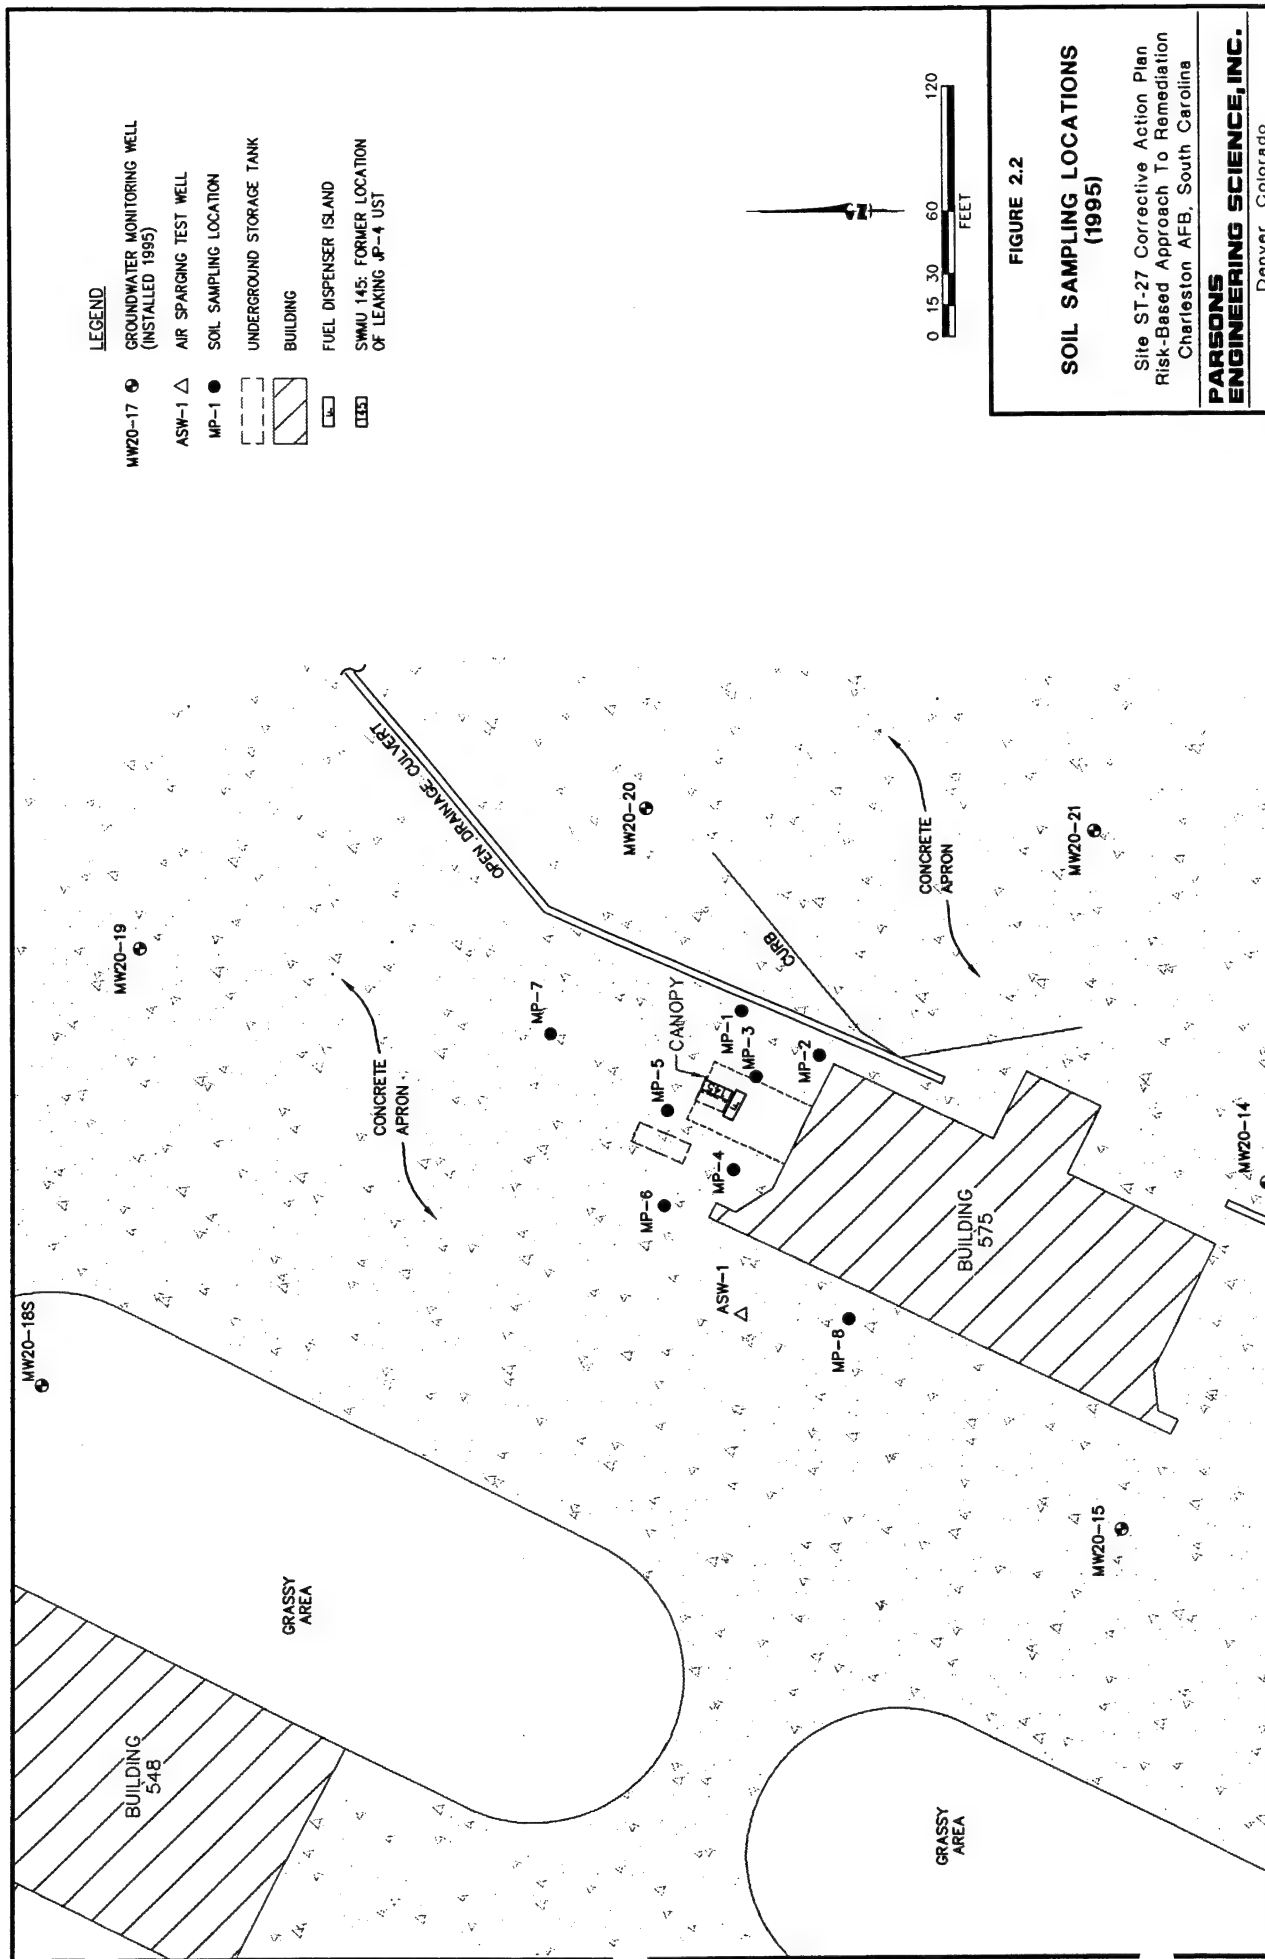 LEGEND
MW20-17
GROUNDWATER MONITORING WELL
(INSTALLED 1995)
ASW-1
AIR SPARGING TEST WELL
MP-1
SOIL SAMPLING LOCATION
UNDERGROUND STORAGE TANK
BUILDING
F
FUEL DISPENSER ISLAND
145
SWMU 145: FORMER LOCATION
OF LEAKING JP-4 UST
MW20-18S
MW20-19
BUILDING
548
GRASSY
AREA
CONCRETE
APRON
OPEN DRAINAGE CULVERT
MP-7
MW20-20
MP-5
CANOPY
MP-6
145
F
MP-1
MP-3
MP-4
MP-2
CURB
ASW-1
MP-8
CONCRETE
APRON
BUILDING
575
GRASSY
AREA
MW20-15
MW20-21
MW20-14
N
0 15 30 60 120
FEET
FIGURE 2.2
SOIL SAMPLING LOCATIONS
(1995)
Site ST-27 Corrective Action Plan
Risk-Based Approach To Remediation
Charleston AFB, South Carolina
PARSONS
ENGINEERING SCIENCE, INC.
Denver, Colorado